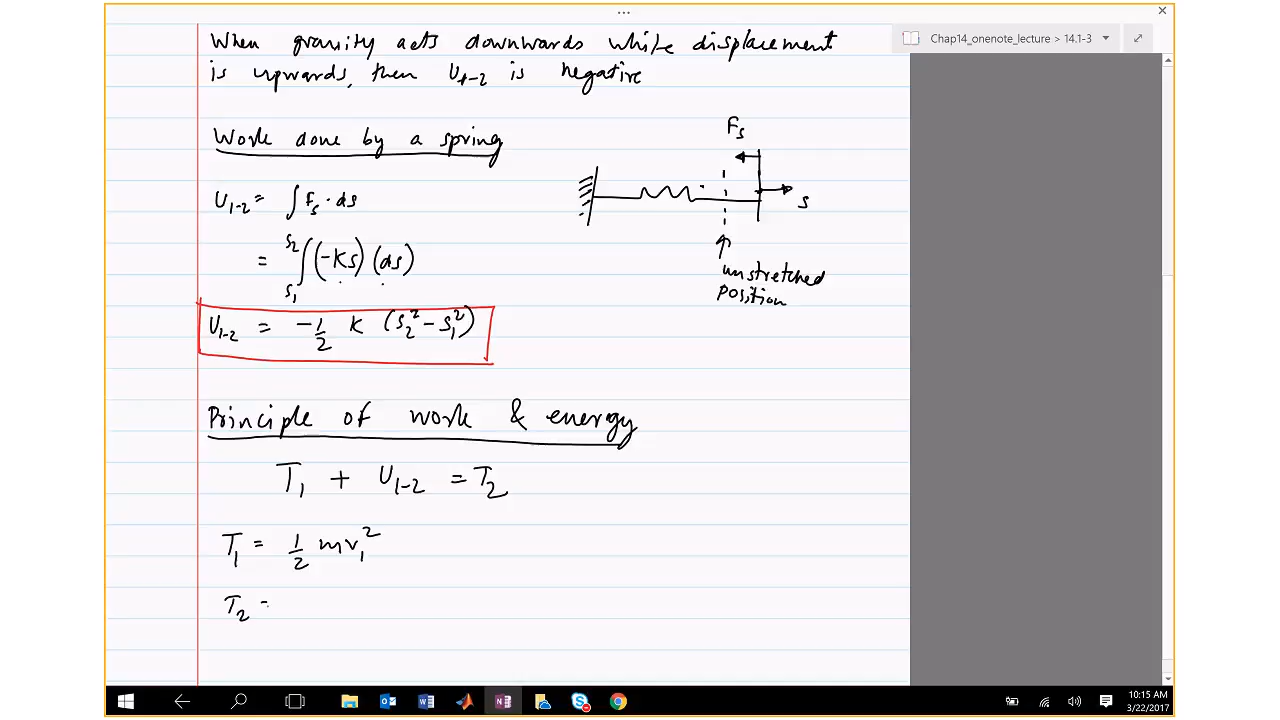 Chap14_onenote_lecture > 14.1-3
When gravity acts downwards while displacement
is upwards, then U1-2 is negative
Work done by a spring
U1-2 = ∫ Fs · ds
= s1∫s2 (-ks) (ds)
U1-2 = -1/2 k (s2² - s1²)
Fs
s
unstretched
position
Principle of work & energy
T1 + U1-2 = T2
T1 = 1/2 mv1²
T2 =
10:15 AM
3/22/2017